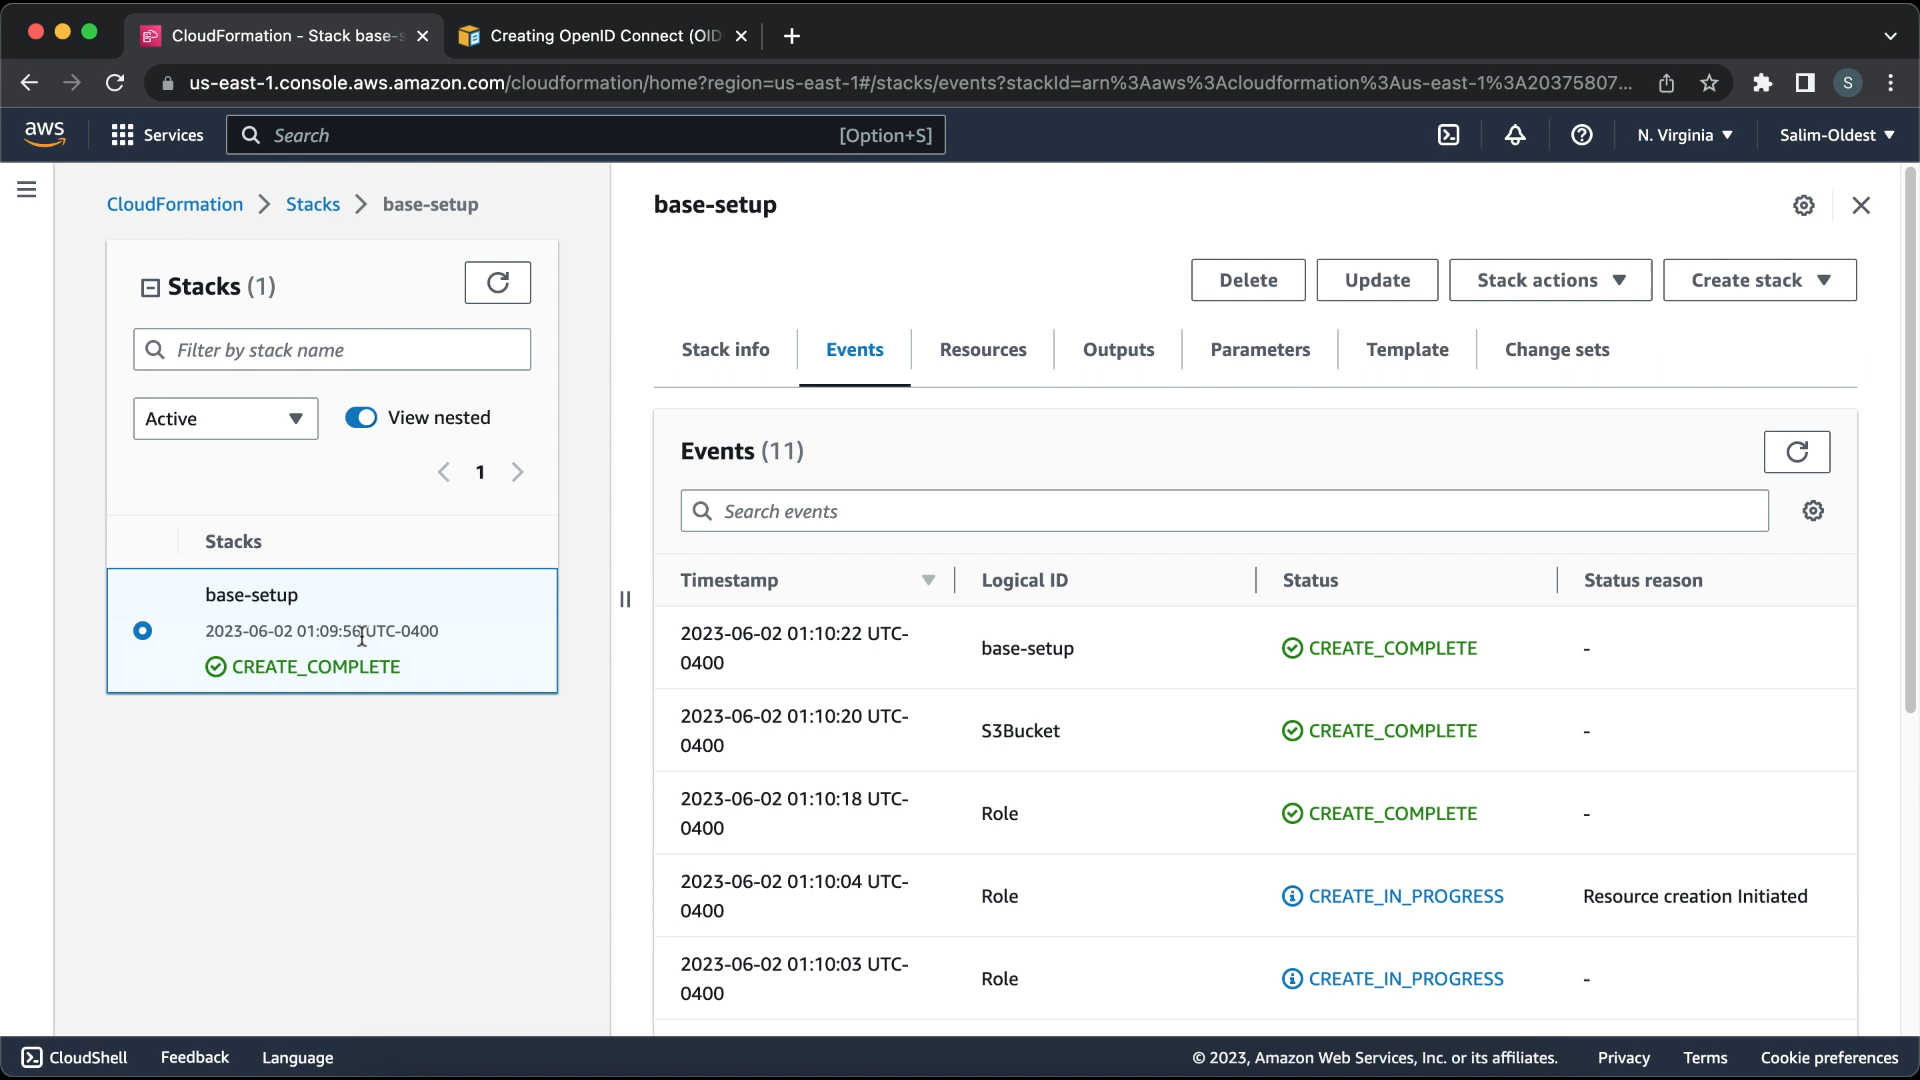 CloudFormation - Stack base-s
Creating OpenID Connect (OID
us-east-1.console.aws.amazon.com/cloudformation/home?region=us-east-1#/stacks/events?stackId=arn%3Aaws%3Acloudformation%3Aus-east-1%3A20375807...
S
aws
Services
Search
[Option+S]
N. Virginia
Salim-Oldest
CloudFormation
Stacks
base-setup
Stacks (1)
Filter by stack name
Active
View nested
1
Stacks
base-setup
2023-06-02 01:09:56 UTC-0400
CREATE_COMPLETE
base-setup
Delete
Update
Stack actions
Create stack
Stack info
Events
Resources
Outputs
Parameters
Template
Change sets
Events (11)
Search events
Timestamp
Logical ID
Status
Status reason
2023-06-02 01:10:22 UTC-
0400
base-setup
CREATE_COMPLETE
-
2023-06-02 01:10:20 UTC-
0400
S3Bucket
CREATE_COMPLETE
-
2023-06-02 01:10:18 UTC-
0400
Role
CREATE_COMPLETE
-
2023-06-02 01:10:04 UTC-
0400
Role
CREATE_IN_PROGRESS
Resource creation Initiated
2023-06-02 01:10:03 UTC-
0400
Role
CREATE_IN_PROGRESS
-
CloudShell
Feedback
Language
© 2023, Amazon Web Services, Inc. or its affiliates.
Privacy
Terms
Cookie preferences